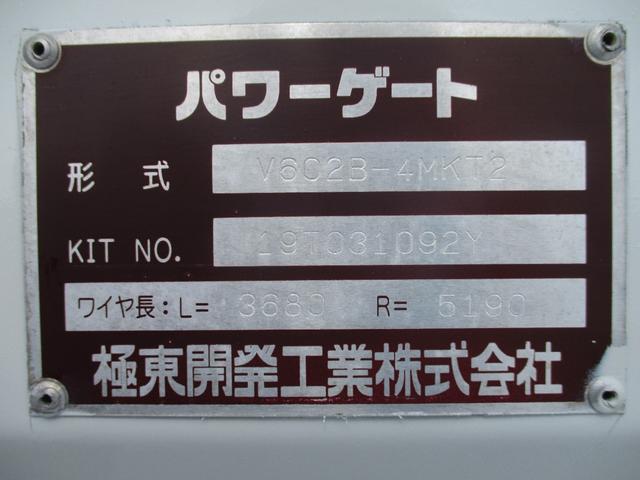 パワーゲート
形 式 V6C2B-4MKT2
KIT NO. 19T031092Y
ワイヤ長：L= 3680 R= 5190
極東開発工業株式会社